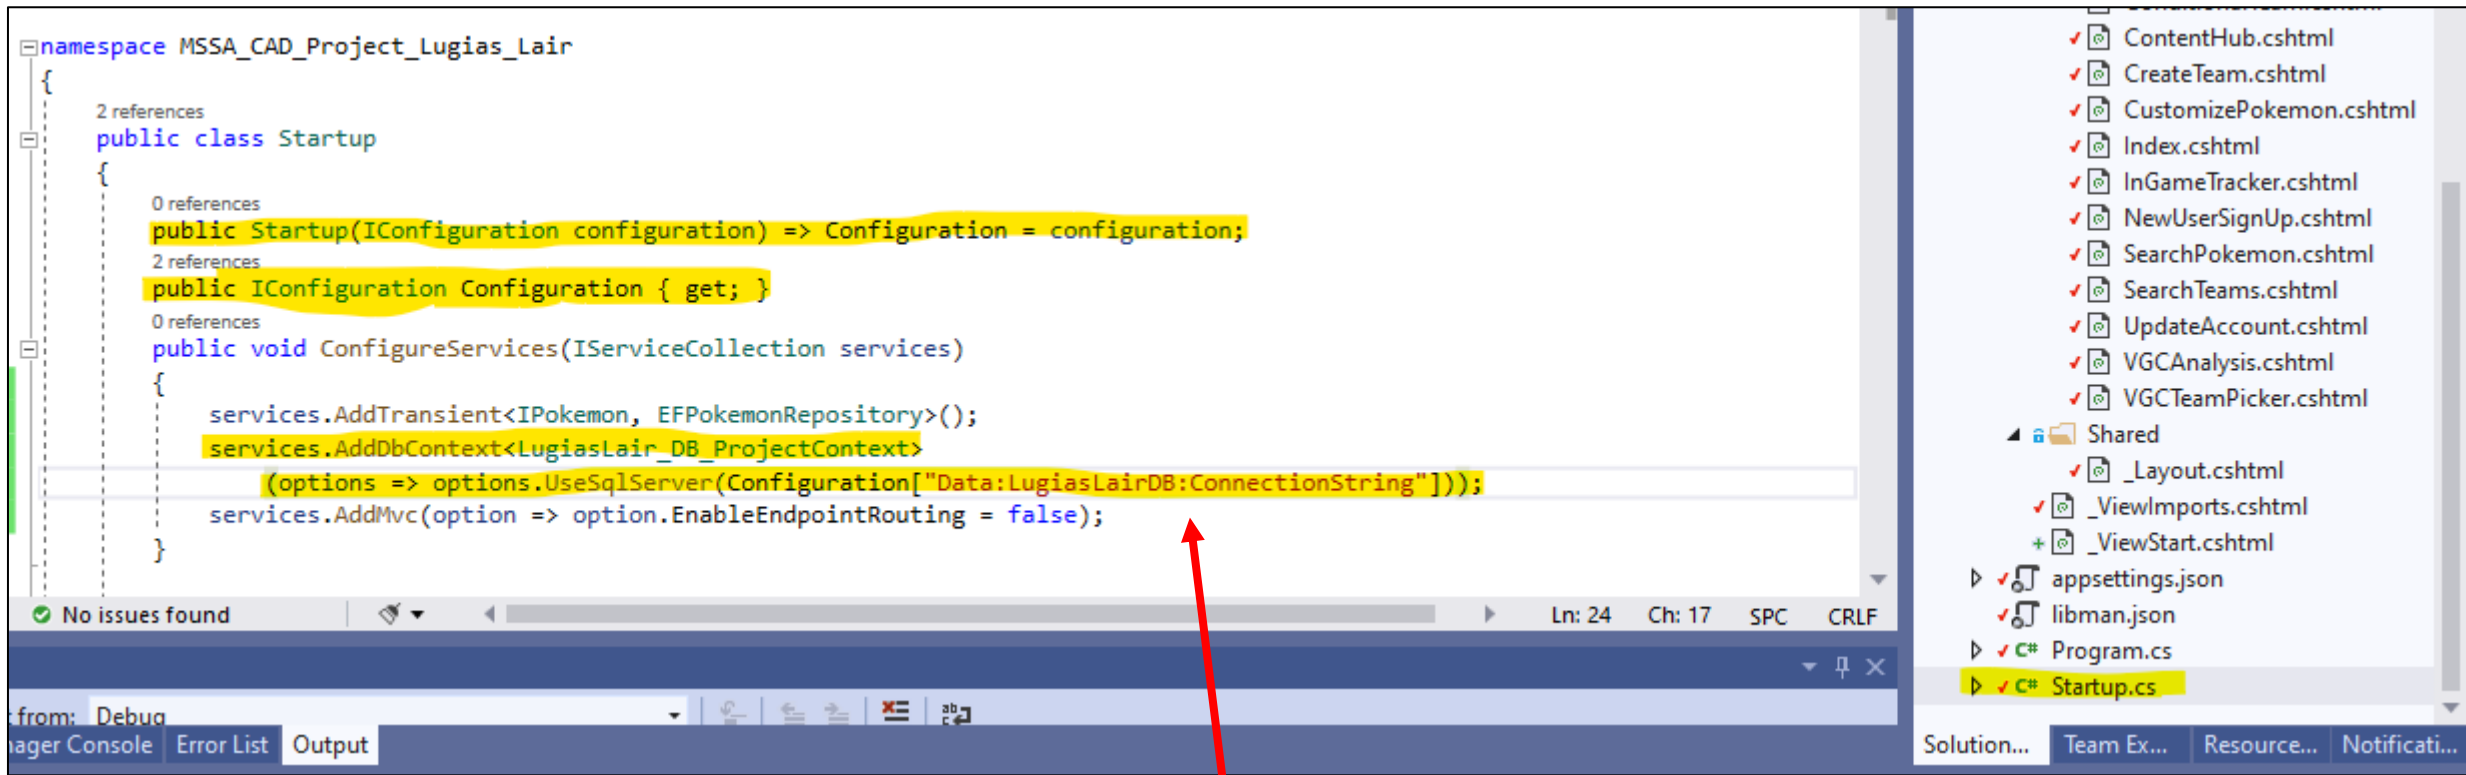 namespace MSSA_CAD_Project_Lugias_Lair
{
2 references
public class Startup
{
0 references
public Startup(IConfiguration configuration) => Configuration = configuration;
2 references
public IConfiguration Configuration { get; }
0 references
public void ConfigureServices(IServiceCollection services)
{
services.AddTransient<IPokemon, EFPokemonRepository>();
services.AddDbContext<LugiasLair_DB_ProjectContext>
(options => options.UseSqlServer(Configuration["Data:LugiasLairDB:ConnectionString"]));
services.AddMvc(option => option.EnableEndpointRouting = false);
}
No issues found
Ln: 24 Ch: 17 SPC CRLF
from: Debug
Console Error List Output
ContentHub.cshtml
CreateTeam.cshtml
CustomizePokemon.cshtml
Index.cshtml
InGameTracker.cshtml
NewUserSignUp.cshtml
SearchPokemon.cshtml
SearchTeams.cshtml
UpdateAccount.cshtml
VGCAnalysis.cshtml
VGCTeamPicker.cshtml
Shared
_Layout.cshtml
_ViewImports.cshtml
_ViewStart.cshtml
appsettings.json
libman.json
C# Program.cs
C# Startup.cs
Solution... Team Ex... Resource... Notificati...